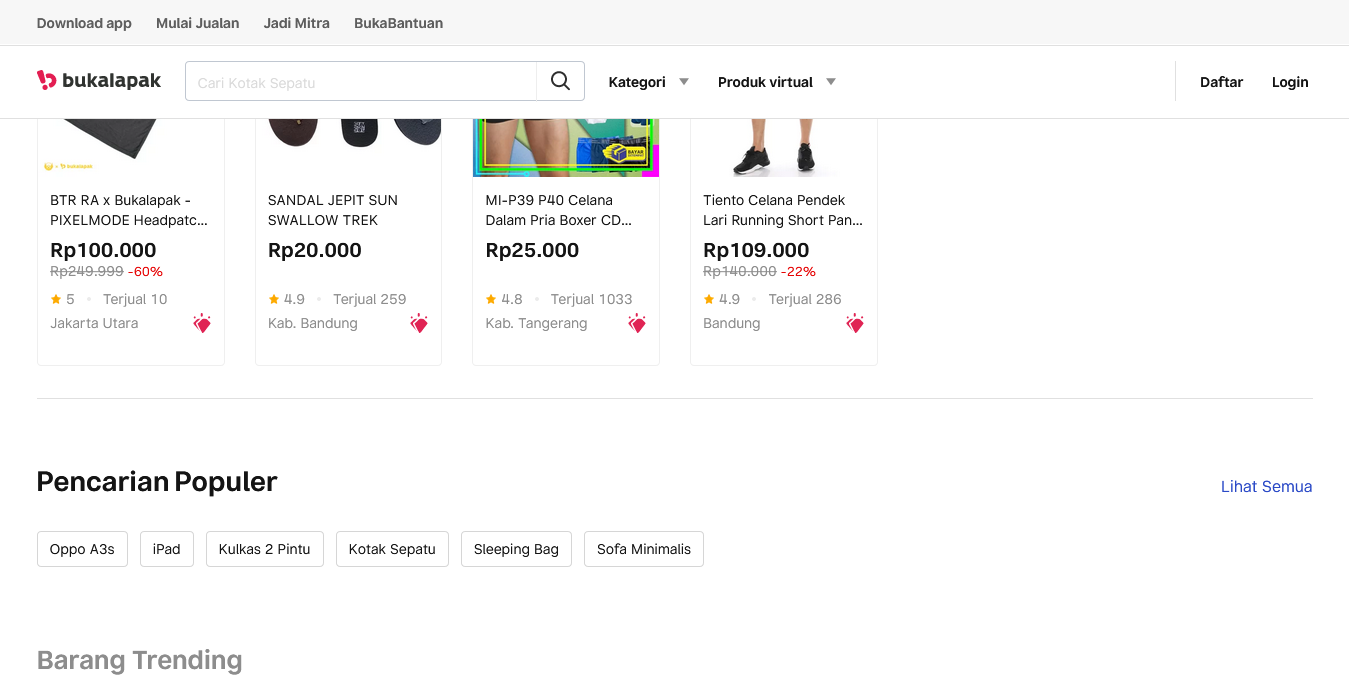 Download app Mulai Jualan Jadi Mitra BukaBantuan
bukalapak Cari Kotak Sepatu Kategori Produk virtual Daftar Login
BAYAR
BTR RA x Bukalapak -
PIXELMODE Headpatc...
Rp100.000
Rp249.999 -60%
5 • Terjual 10
Jakarta Utara
SANDAL JEPIT SUN
SWALLOW TREK
Rp20.000
4.9 • Terjual 259
Kab. Bandung
MI-P39 P40 Celana
Dalam Pria Boxer CD...
Rp25.000
4.8 • Terjual 1033
Kab. Tangerang
Tiento Celana Pendek
Lari Running Short Pan...
Rp109.000
Rp140.000 -22%
4.9 • Terjual 286
Bandung
Pencarian Populer
Lihat Semua
Oppo A3s iPad Kulkas 2 Pintu Kotak Sepatu Sleeping Bag Sofa Minimalis
Barang Trending